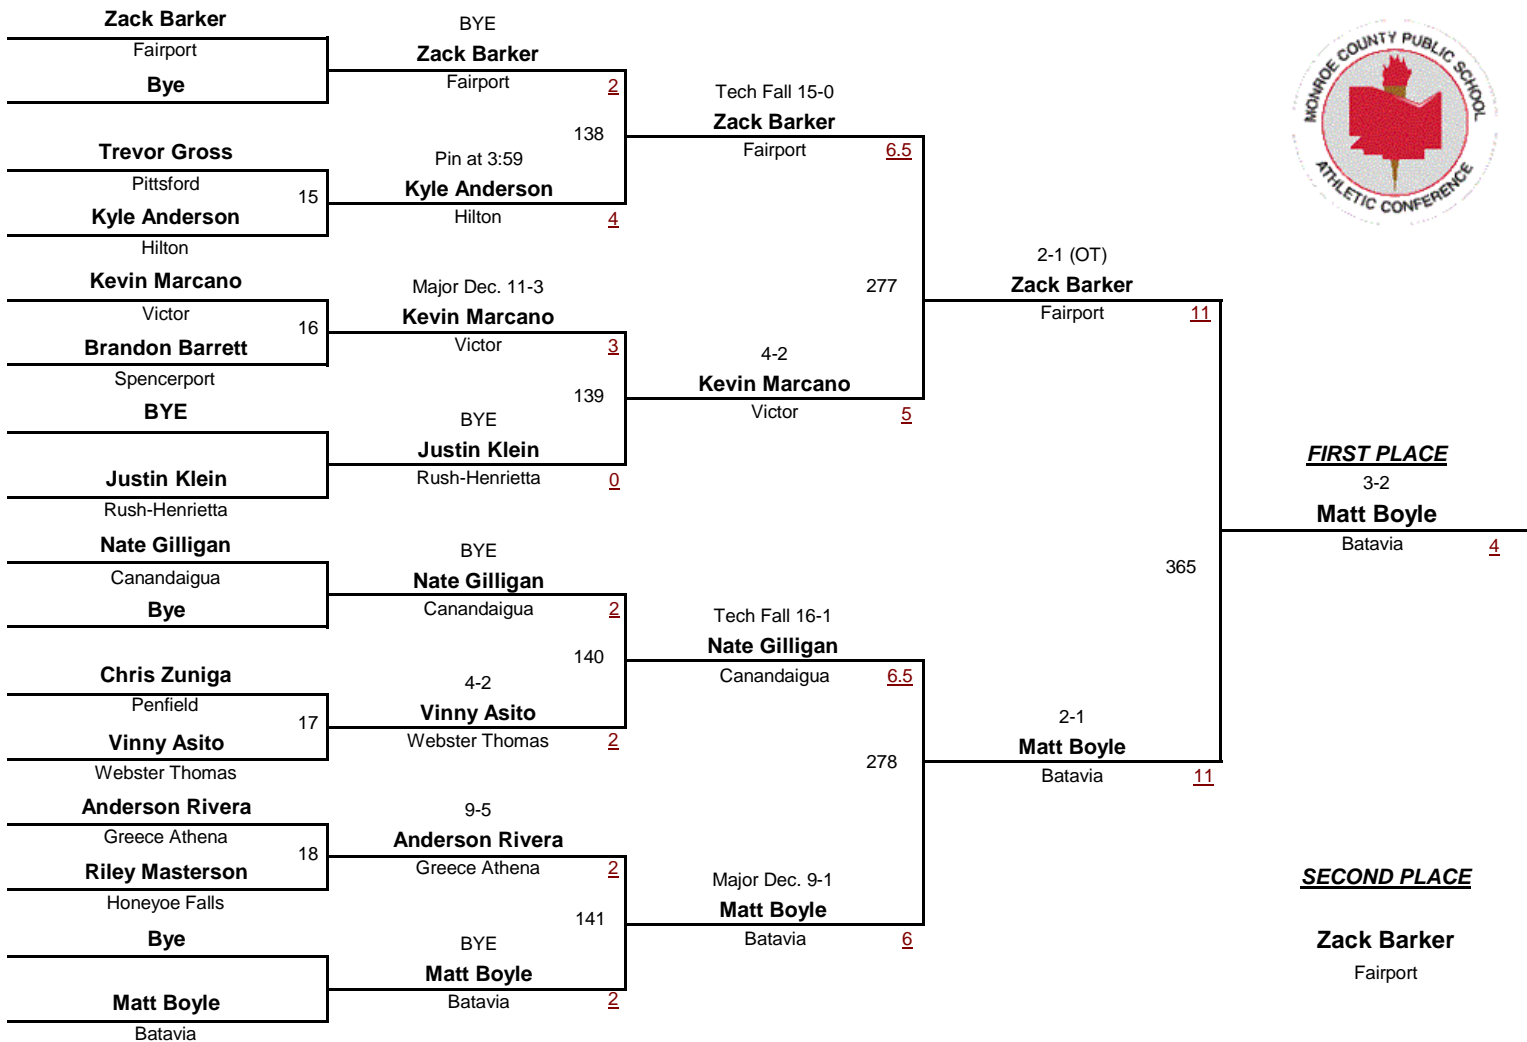 Zack Barker
Fairport
Bye
Trevor Gross
Pittsford
15
Kyle Anderson
Hilton
Kevin Marcano
Victor
16
Brandon Barrett
Spencerport
BYE
Justin Klein
Rush-Henrietta
Nate Gilligan
Canandaigua
Bye
Chris Zuniga
Penfield
17
Vinny Asito
Webster Thomas
Anderson Rivera
Greece Athena
18
Riley Masterson
Honeyoe Falls
Bye
Matt Boyle
Batavia
BYE
Zack Barker
Fairport 2
138
Pin at 3:59
Kyle Anderson
Hilton 4
Major Dec. 11-3
Kevin Marcano
Victor 3
139
BYE
Justin Klein
Rush-Henrietta 0
BYE
Nate Gilligan
Canandaigua 2
140
4-2
Vinny Asito
Webster Thomas 2
9-5
Anderson Rivera
Greece Athena 2
141
BYE
Matt Boyle
Batavia 2
Tech Fall 15-0
Zack Barker
Fairport 6.5
277
4-2
Kevin Marcano
Victor 5
Tech Fall 16-1
Nate Gilligan
Canandaigua 6.5
278
Major Dec. 9-1
Matt Boyle
Batavia 6
2-1 (OT)
Zack Barker
Fairport 11
365
2-1
Matt Boyle
Batavia 11
MONROE COUNTY PUBLIC SCHOOL
ATHLETIC CONFERENCE
FIRST PLACE
3-2
Matt Boyle
Batavia 4
SECOND PLACE
Zack Barker
Fairport